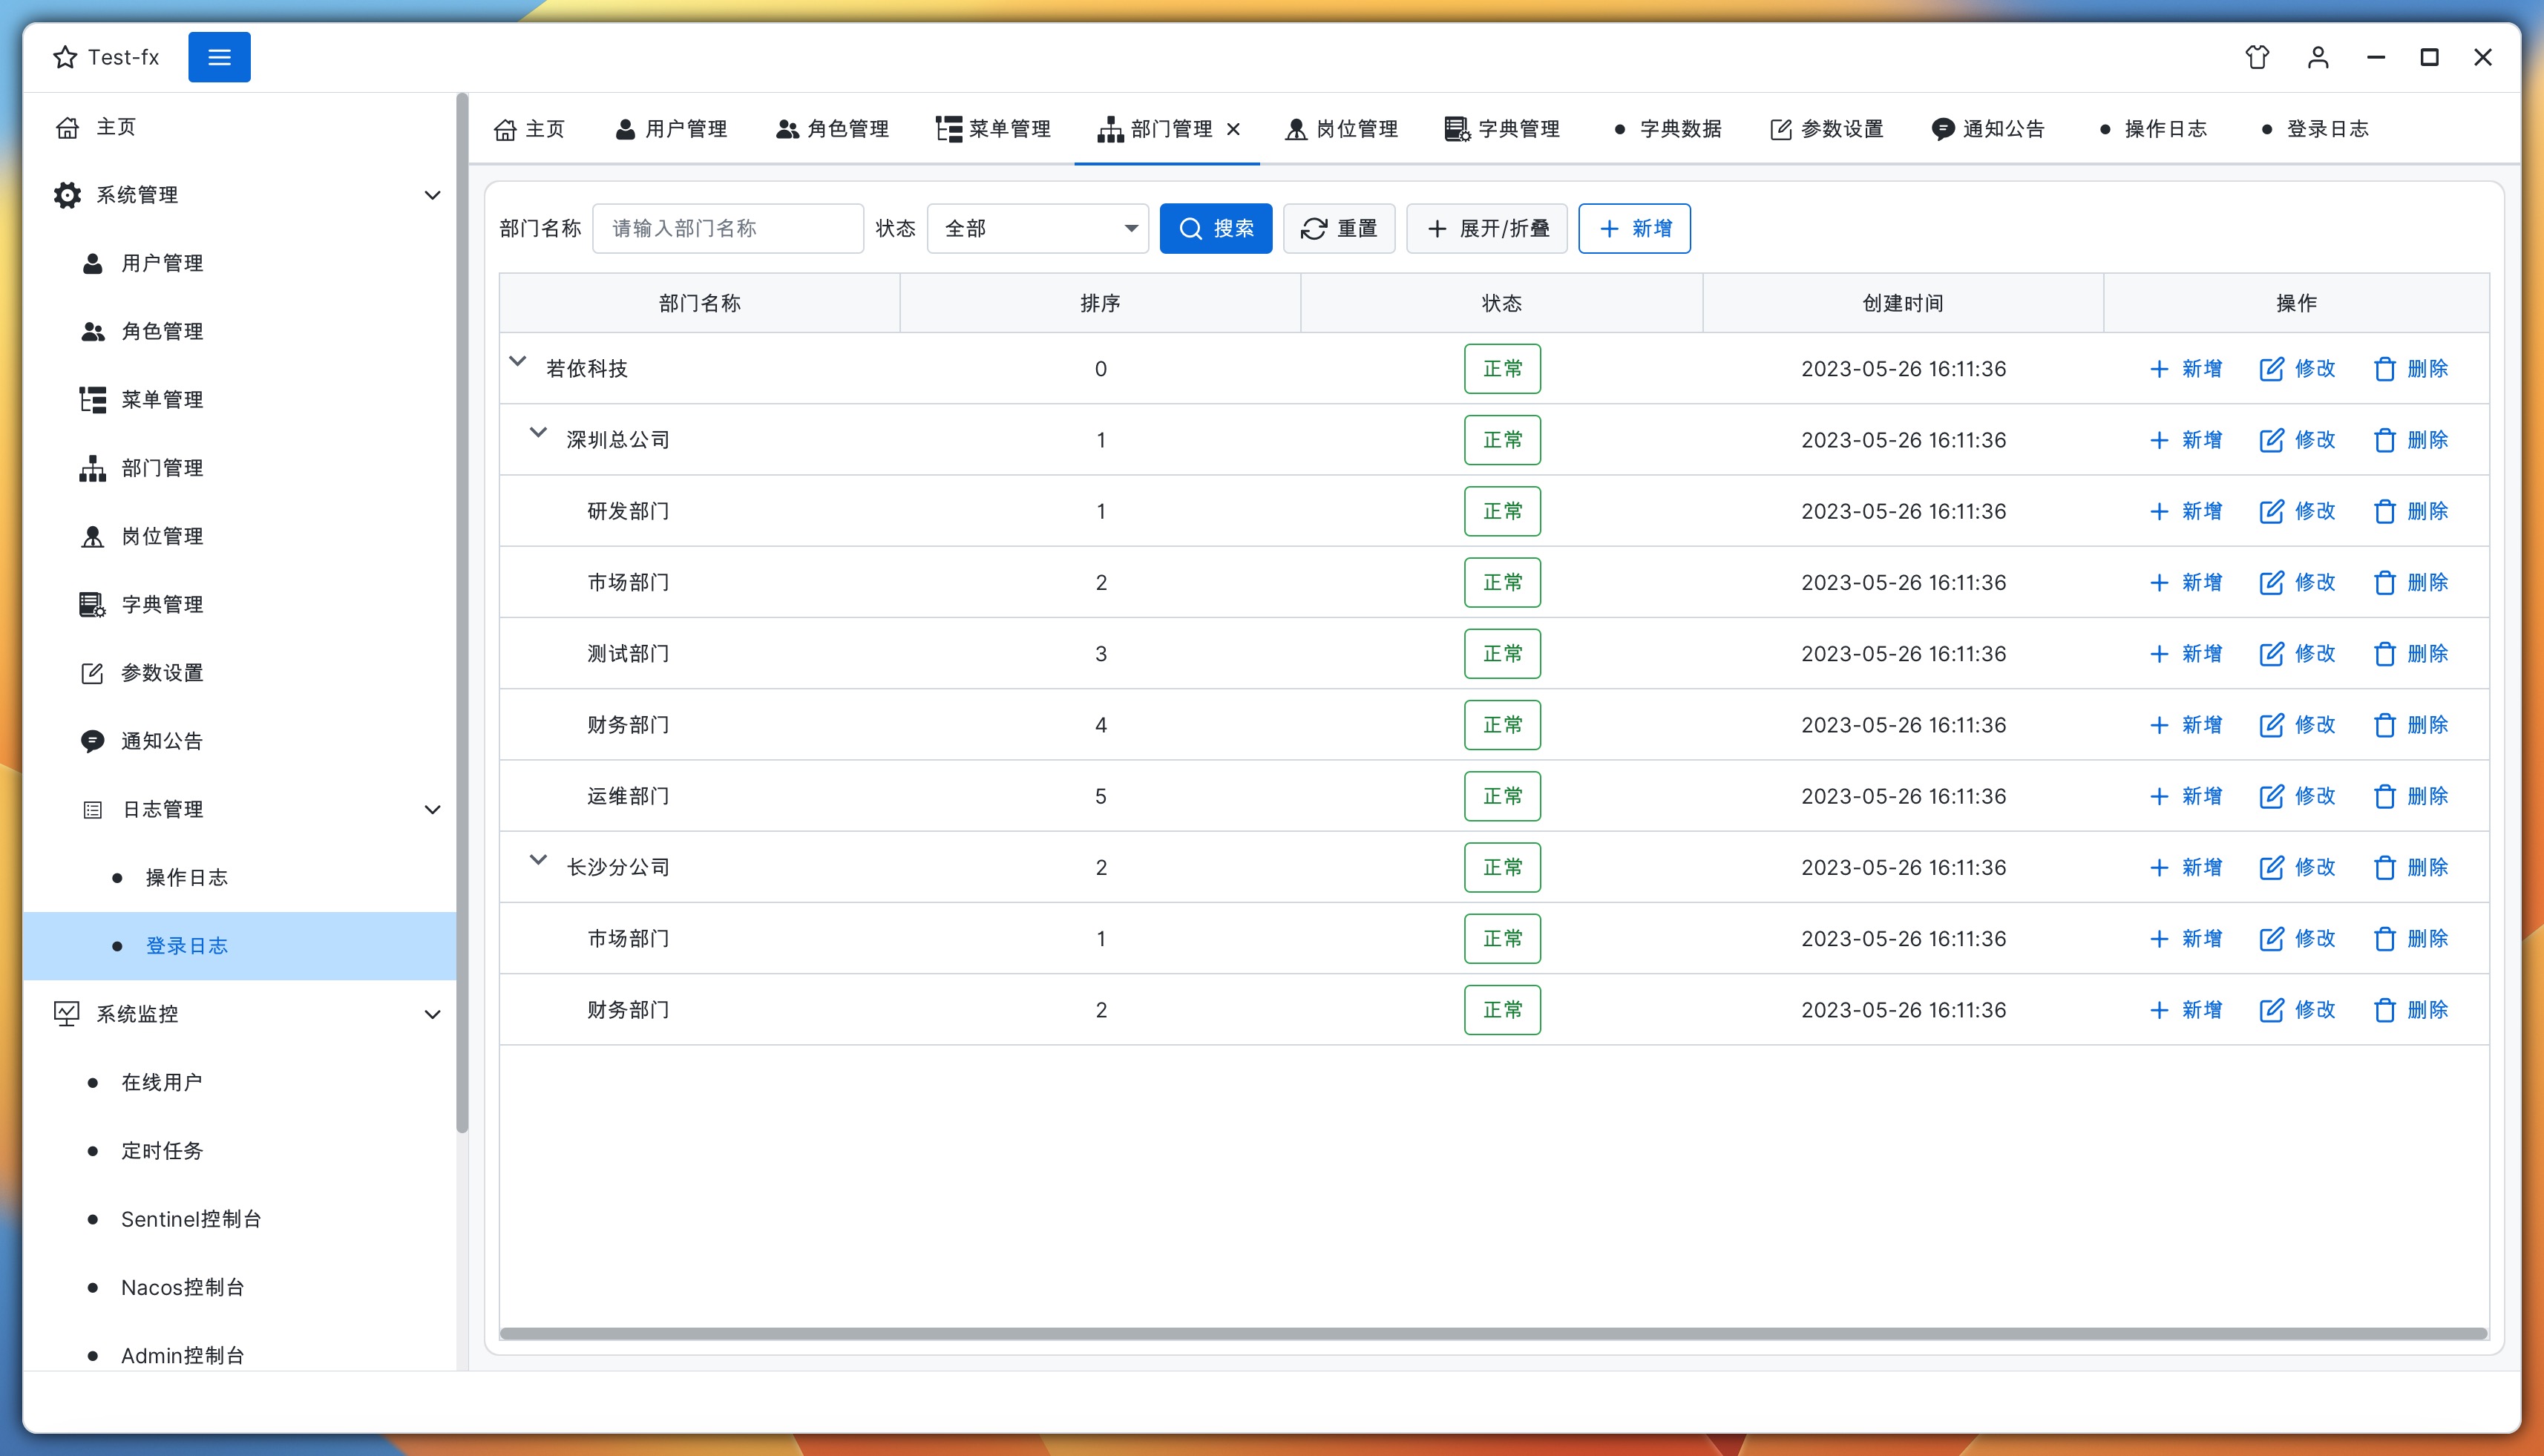 Test-fx
主页
系统管理
用户管理
角色管理
菜单管理
部门管理
岗位管理
字典管理
参数设置
通知公告
日志管理
操作日志
登录日志
系统监控
在线用户
定时任务
Sentinel控制台
Nacos控制台
Admin控制台
主页 用户管理 角色管理 菜单管理 部门管理 岗位管理 字典管理 字典数据 参数设置 通知公告 操作日志 登录日志
部门名称 请输入部门名称 状态 全部 搜索 重置 展开/折叠 新增
部门名称 排序 状态 创建时间 操作
若依科技 0 正常 2023-05-26 16:11:36 新增 修改 删除
深圳总公司 1 正常 2023-05-26 16:11:36 新增 修改 删除
研发部门 1 正常 2023-05-26 16:11:36 新增 修改 删除
市场部门 2 正常 2023-05-26 16:11:36 新增 修改 删除
测试部门 3 正常 2023-05-26 16:11:36 新增 修改 删除
财务部门 4 正常 2023-05-26 16:11:36 新增 修改 删除
运维部门 5 正常 2023-05-26 16:11:36 新增 修改 删除
长沙分公司 2 正常 2023-05-26 16:11:36 新增 修改 删除
市场部门 1 正常 2023-05-26 16:11:36 新增 修改 删除
财务部门 2 正常 2023-05-26 16:11:36 新增 修改 删除